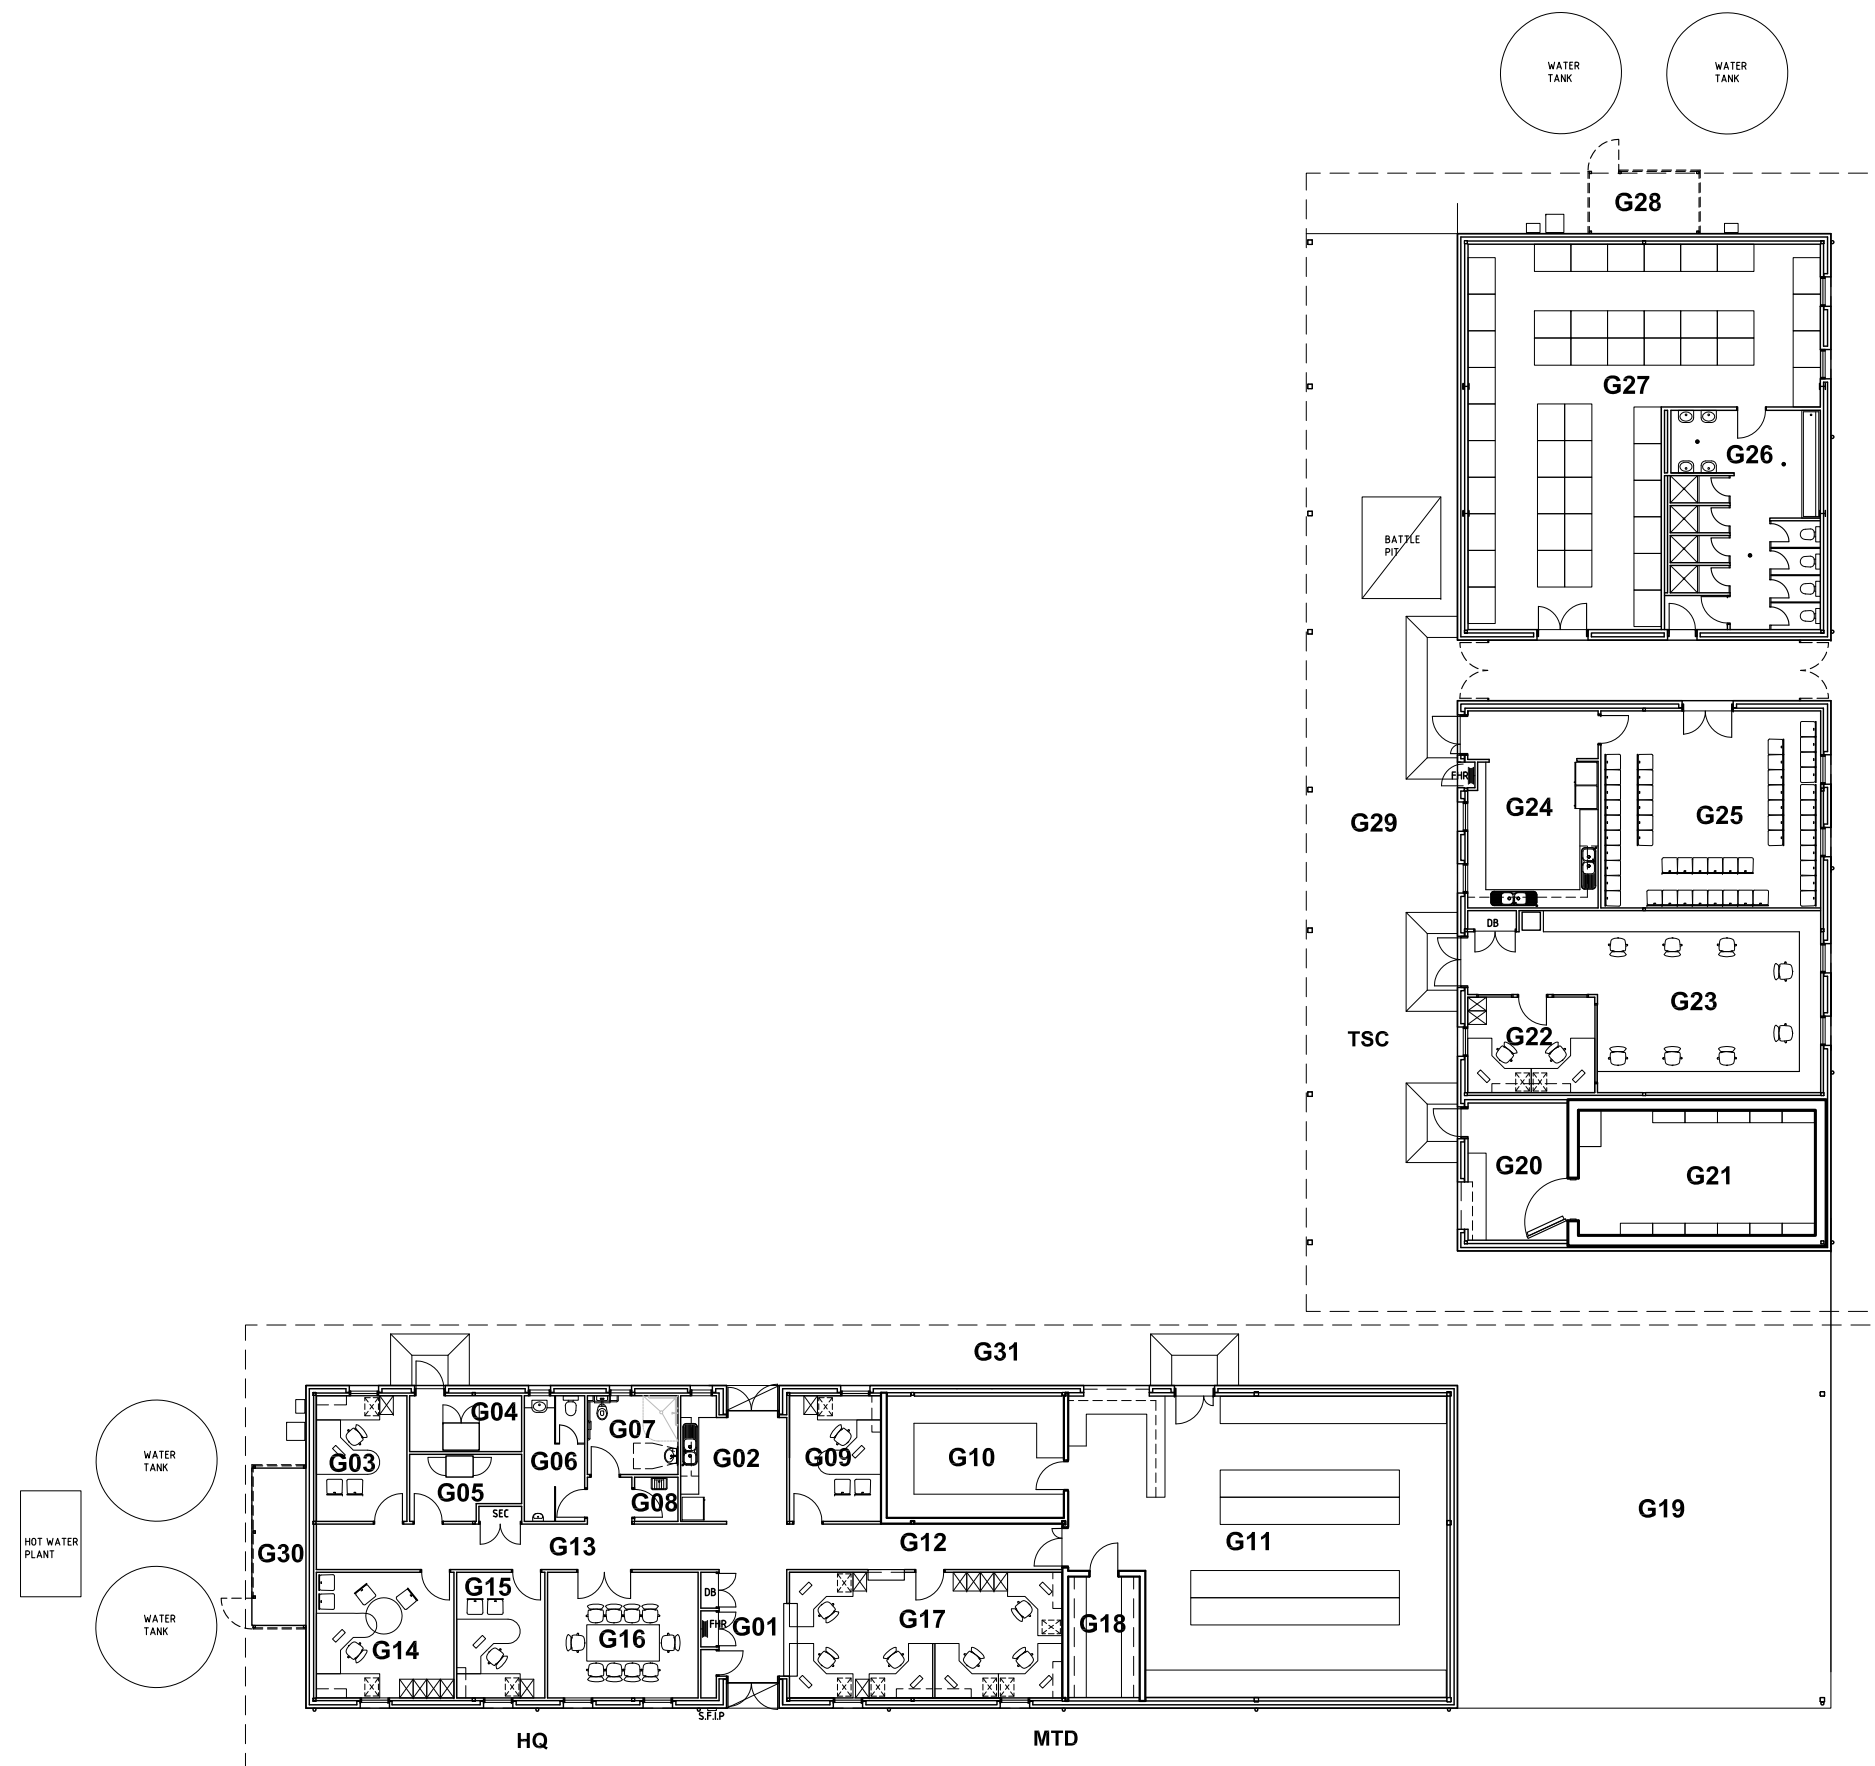 WATER
TANK
WATER
TANK
G28
G27
G26
BATTLE
PIT
FHR
G24
G25
G29
DB
G23
G22
TSC
G20
G21
G31
G04
G03
G05
G06
G07
G08
G02
G09
G10
G11
G19
SEC
G13
G12
WATER
TANK
HOT WATER
PLANT
G30
WATER
TANK
G14
G15
G16
DB
FHR
G01
G17
G18
S.F.I.P
HQ
MTD